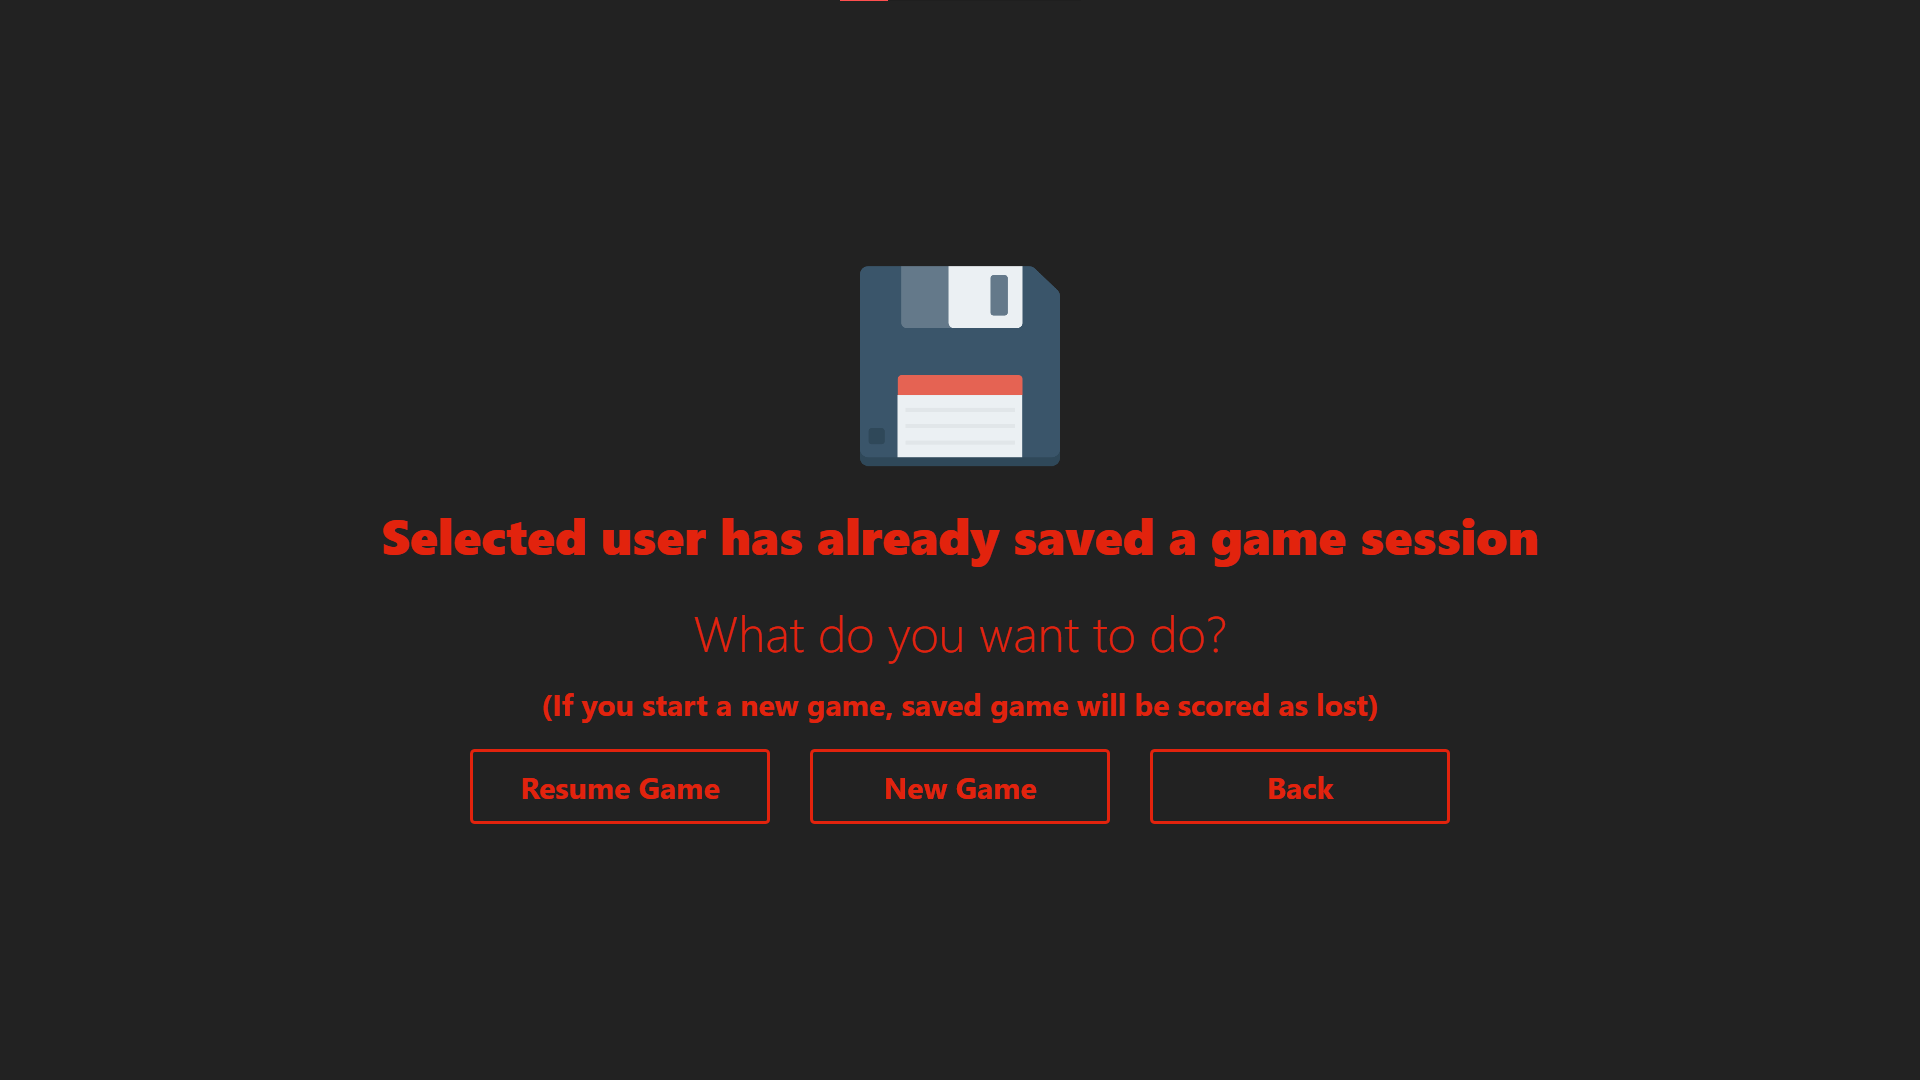 Selected user has already saved a game session
What do you want to do?
(If you start a new game, saved game will be scored as lost)
Resume Game
New Game
Back